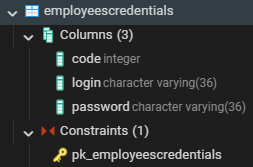 employeescredentials
Columns (3)
code integer
login character varying(36)
password character varying(36)
Constraints (1)
pk_employeescredentials